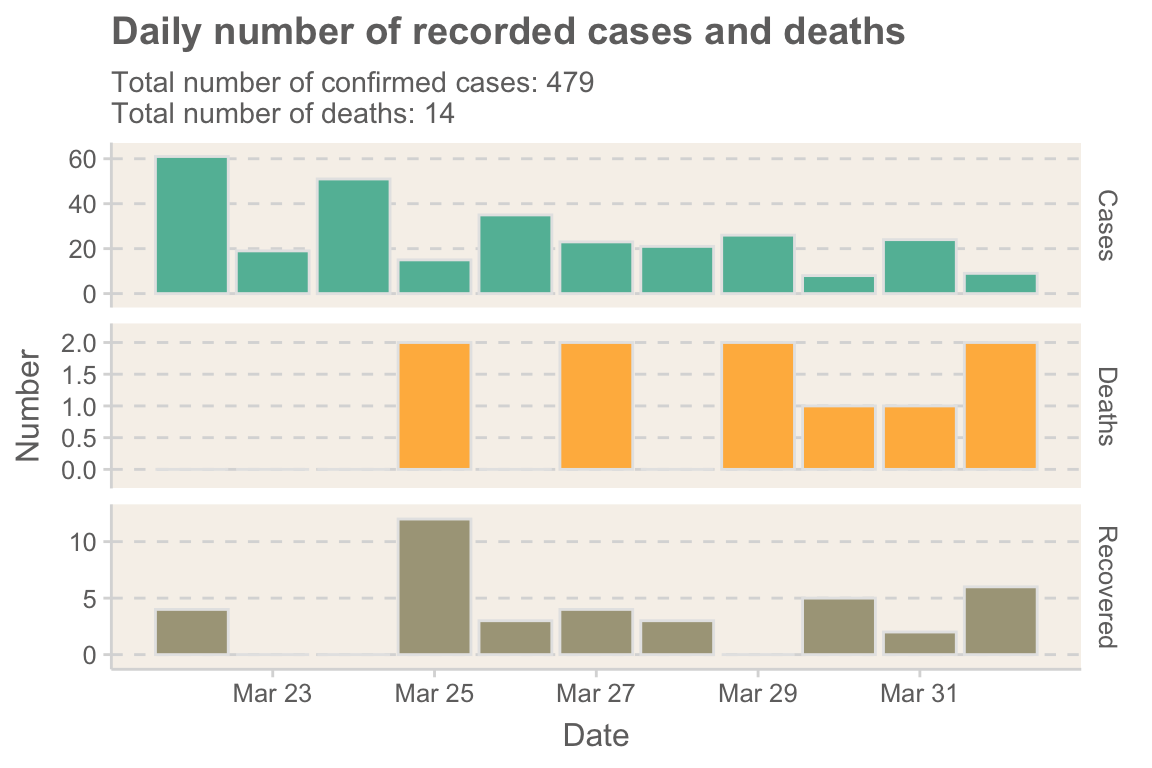 Daily number of recorded cases and deaths
Total number of confirmed cases: 479
Total number of deaths: 14
60
40
20
0
Cases
2.0
1.5
1.0
0.5
0.0
Deaths
Number
10
5
0
Recovered
Mar 23 Mar 25 Mar 27 Mar 29 Mar 31
Date